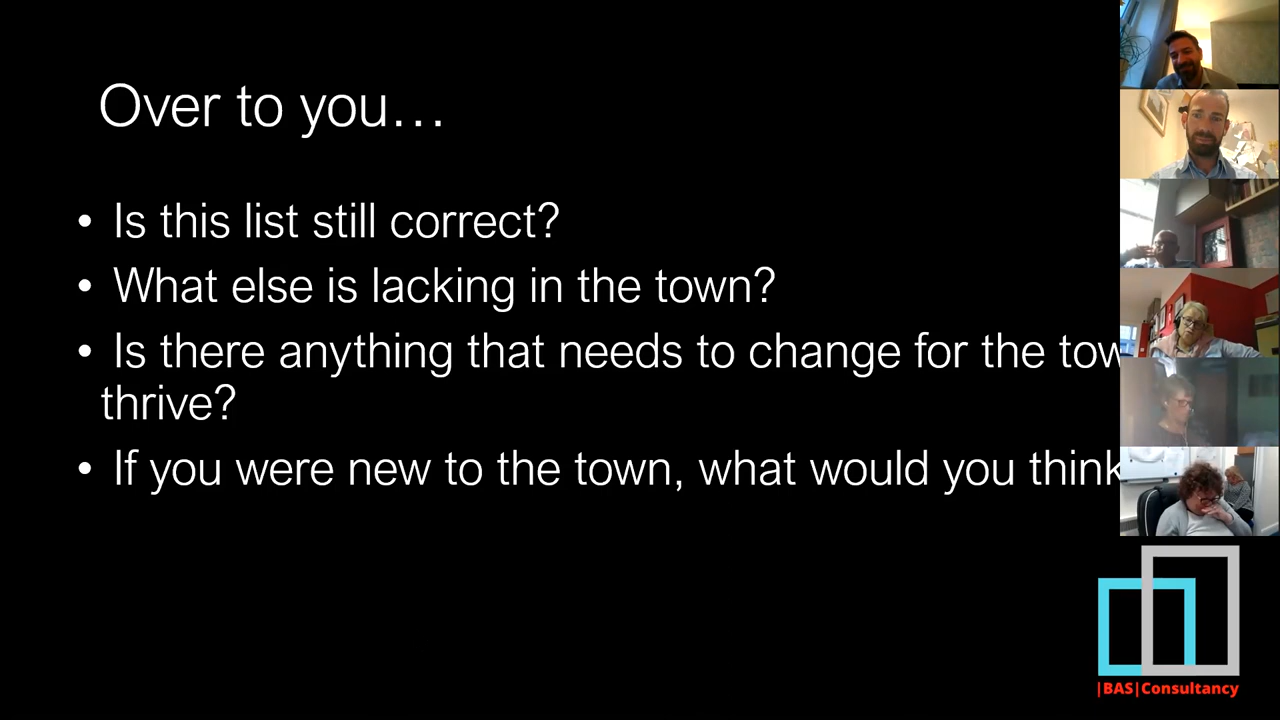 Over to you…
• Is this list still correct?
• What else is lacking in the town?
• Is there anything that needs to change for the tow
thrive?
• If you were new to the town, what would you think
|BAS|Consultancy